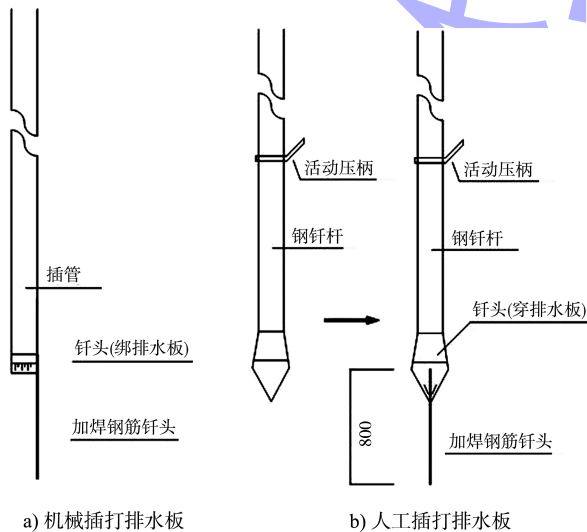 活动压柄
活动压柄
钢钎杆
钢钎杆
插管
钎头(穿排水板)
钎头(绑排水板)
800
加焊钢筋钎头
加焊钢筋钎头
a) 机械插打排水板
b) 人工插打排水板